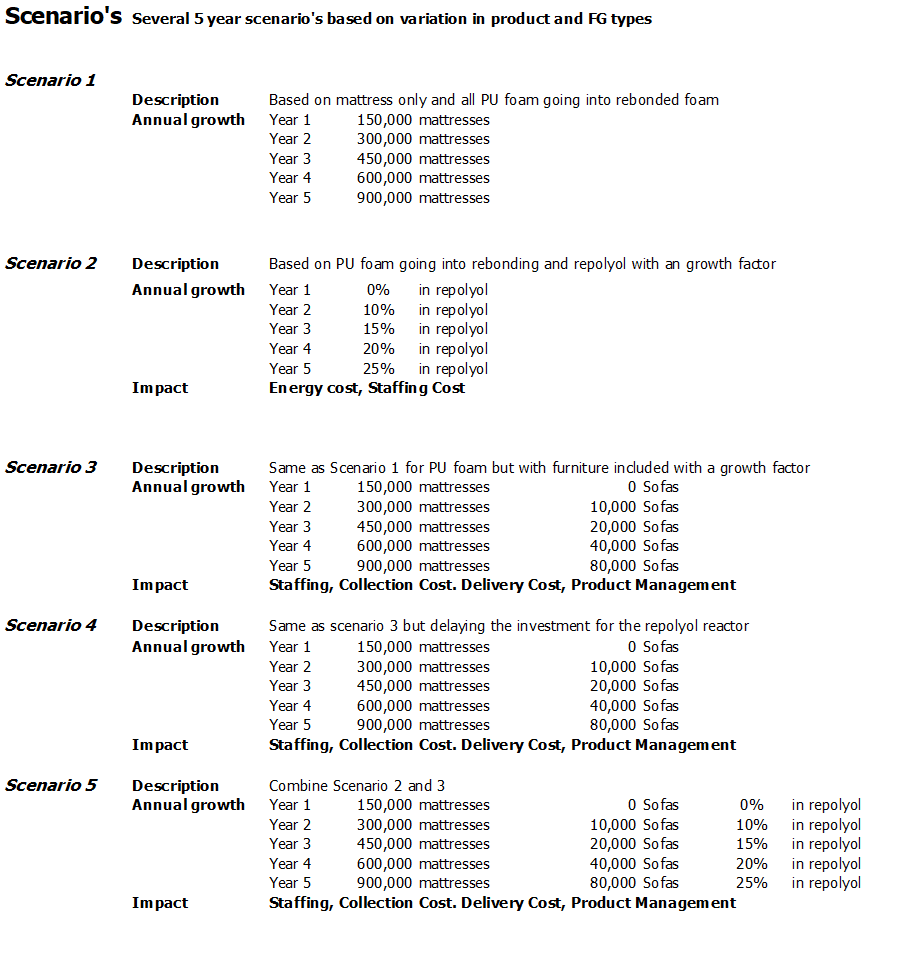 Scenario's Several 5 year scenario's based on variation in product and FG types
Scenario 1
Description Based on mattress only and all PU foam going into rebonded foam
Annual growth Year 1 150,000 mattresses
Year 2 300,000 mattresses
Year 3 450,000 mattresses
Year 4 600,000 mattresses
Year 5 900,000 mattresses
Scenario 2 Description Based on PU foam going into rebonding and repolyol with an growth factor
Annual growth Year 1 0% in repolyol
Year 2 10% in repolyol
Year 3 15% in repolyol
Year 4 20% in repolyol
Year 5 25% in repolyol
Impact Energy cost, Staffing Cost
Scenario 3 Description Same as Scenario 1 for PU foam but with furniture included with a growth factor
Annual growth Year 1 150,000 mattresses 0 Sofas
Year 2 300,000 mattresses 10,000 Sofas
Year 3 450,000 mattresses 20,000 Sofas
Year 4 600,000 mattresses 40,000 Sofas
Year 5 900,000 mattresses 80,000 Sofas
Impact Staffing, Collection Cost. Delivery Cost, Product Management
Scenario 4 Description Same as scenario 3 but delaying the investment for the repolyol reactor
Annual growth Year 1 150,000 mattresses 0 Sofas
Year 2 300,000 mattresses 10,000 Sofas
Year 3 450,000 mattresses 20,000 Sofas
Year 4 600,000 mattresses 40,000 Sofas
Year 5 900,000 mattresses 80,000 Sofas
Impact Staffing, Collection Cost. Delivery Cost, Product Management
Scenario 5 Description Combine Scenario 2 and 3
Annual growth Year 1 150,000 mattresses 0 Sofas 0% in repolyol
Year 2 300,000 mattresses 10,000 Sofas 10% in repolyol
Year 3 450,000 mattresses 20,000 Sofas 15% in repolyol
Year 4 600,000 mattresses 40,000 Sofas 20% in repolyol
Year 5 900,000 mattresses 80,000 Sofas 25% in repolyol
Impact Staffing, Collection Cost. Delivery Cost, Product Management